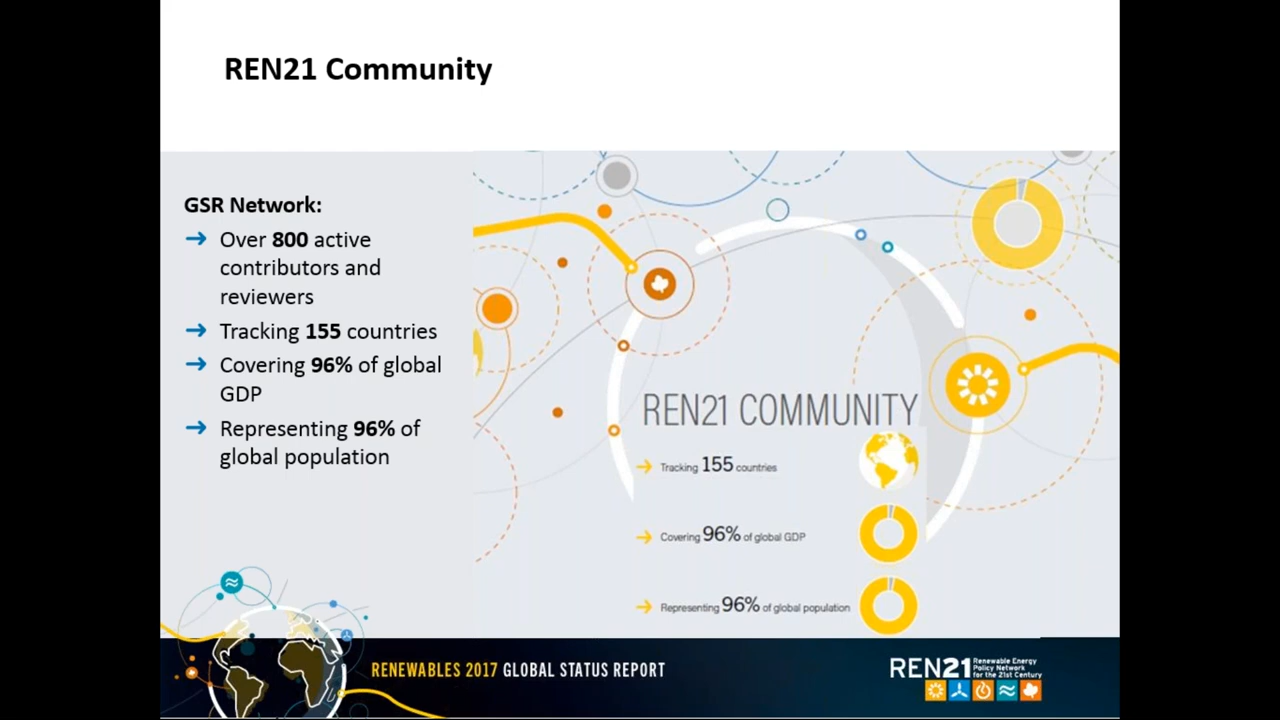 REN21 Community
GSR Network:
→ Over 800 active
contributors and
reviewers
→ Tracking 155 countries
→ Covering 96% of global
GDP
→ Representing 96% of
global population
REN21 COMMUNITY
→ Tracking 155 countries
→ Covering 96% of global GDP
→ Representing 96% of global population
RENEWABLES 2017 GLOBAL STATUS REPORT
REN21
Renewable Energy
Policy Network
for the 21st Century